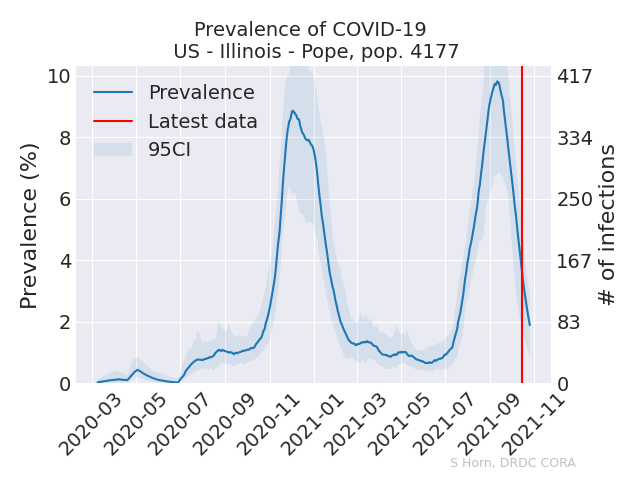 Prevalence of COVID-19
US - Illinois - Pope, pop. 4177
Prevalence
Latest data
95CI
Prevalence (%)
10
8
6
4
2
0
417
334
250
167
83
0
# of infections
2020-03
2020-05
2020-07
2020-09
2020-11
2021-01
2021-03
2021-05
2021-07
2021-09
2021-11
S Horn, DRDC CORA